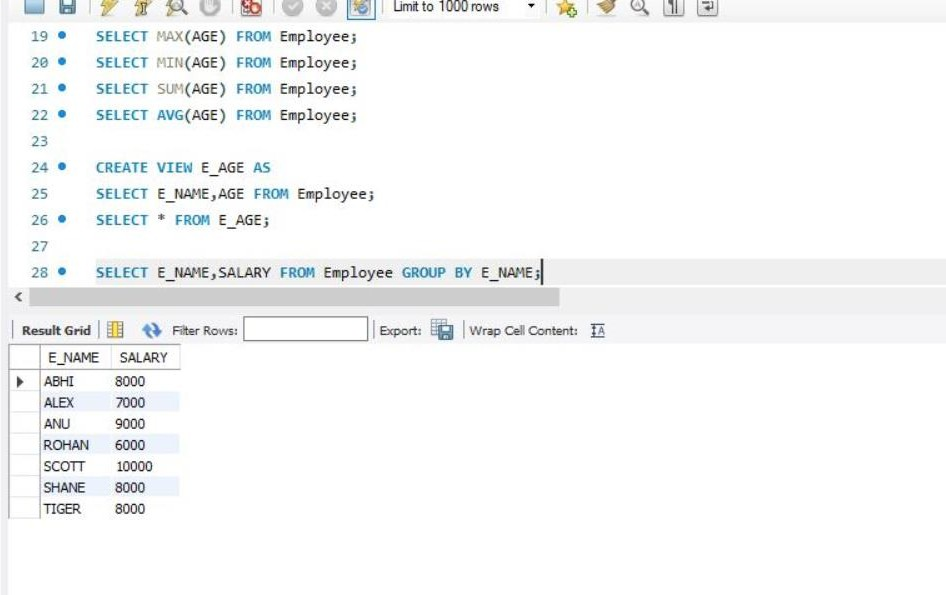 Limit to 1000 rows
19 SELECT MAX(AGE) FROM Employee;
20 SELECT MIN(AGE) FROM Employee;
21 SELECT SUM(AGE) FROM Employee;
22 SELECT AVG(AGE) FROM Employee;
23
24 CREATE VIEW E_AGE AS
25 SELECT E_NAME,AGE FROM Employee;
26 SELECT * FROM E_AGE;
27
28 SELECT E_NAME,SALARY FROM Employee GROUP BY E_NAME;
Result Grid Filter Rows: Export: Wrap Cell Content: IA
E_NAME SALARY
ABHI 8000
ALEX 7000
ANU 9000
ROHAN 6000
SCOTT 10000
SHANE 8000
TIGER 8000